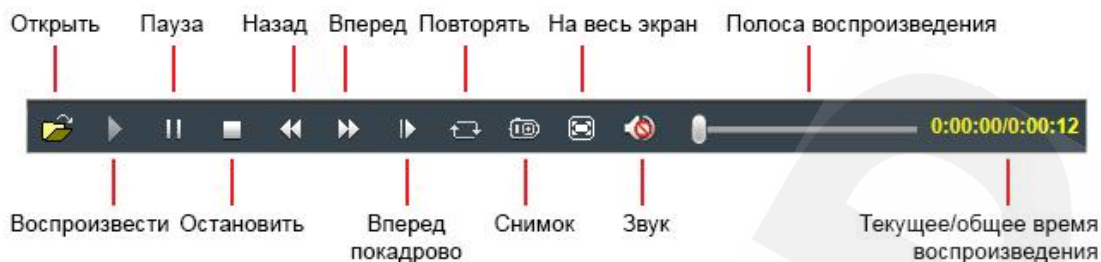 Открыть Пауза Назад Вперед Повторять На весь экран Полоса воспроизведения
0:00:00/0:00:12
Воспроизвести Остановить Вперед покадрово Снимок Звук Текущее/общее время воспроизведения